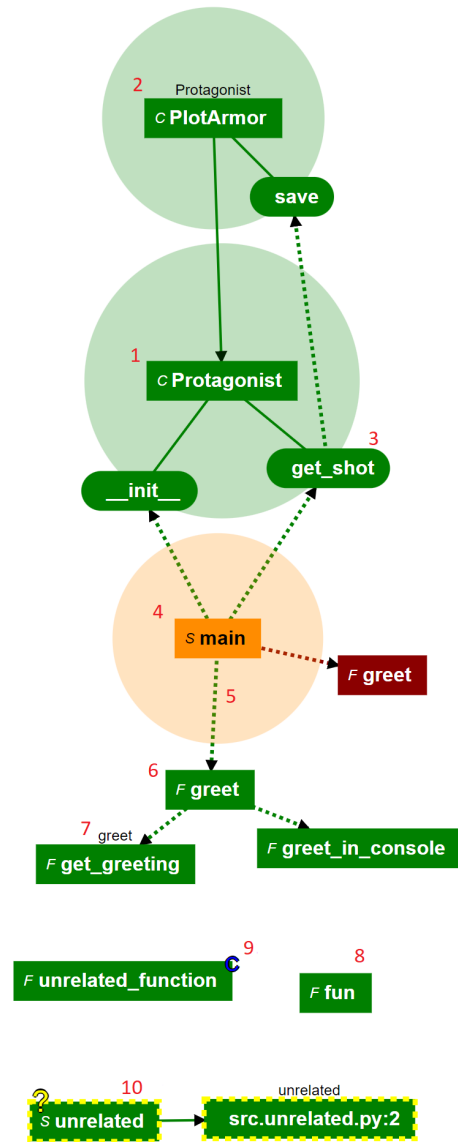 Protagonist
2
C PlotArmor
save
1
C Protagonist
3
get_shot
__init__
4
S main
F greet
5
6
F greet
7
greet
F get_greeting
F greet_in_console
9
C
F unrelated_function
8
F fun
10
?
S unrelated
unrelated
src.unrelated.py:2